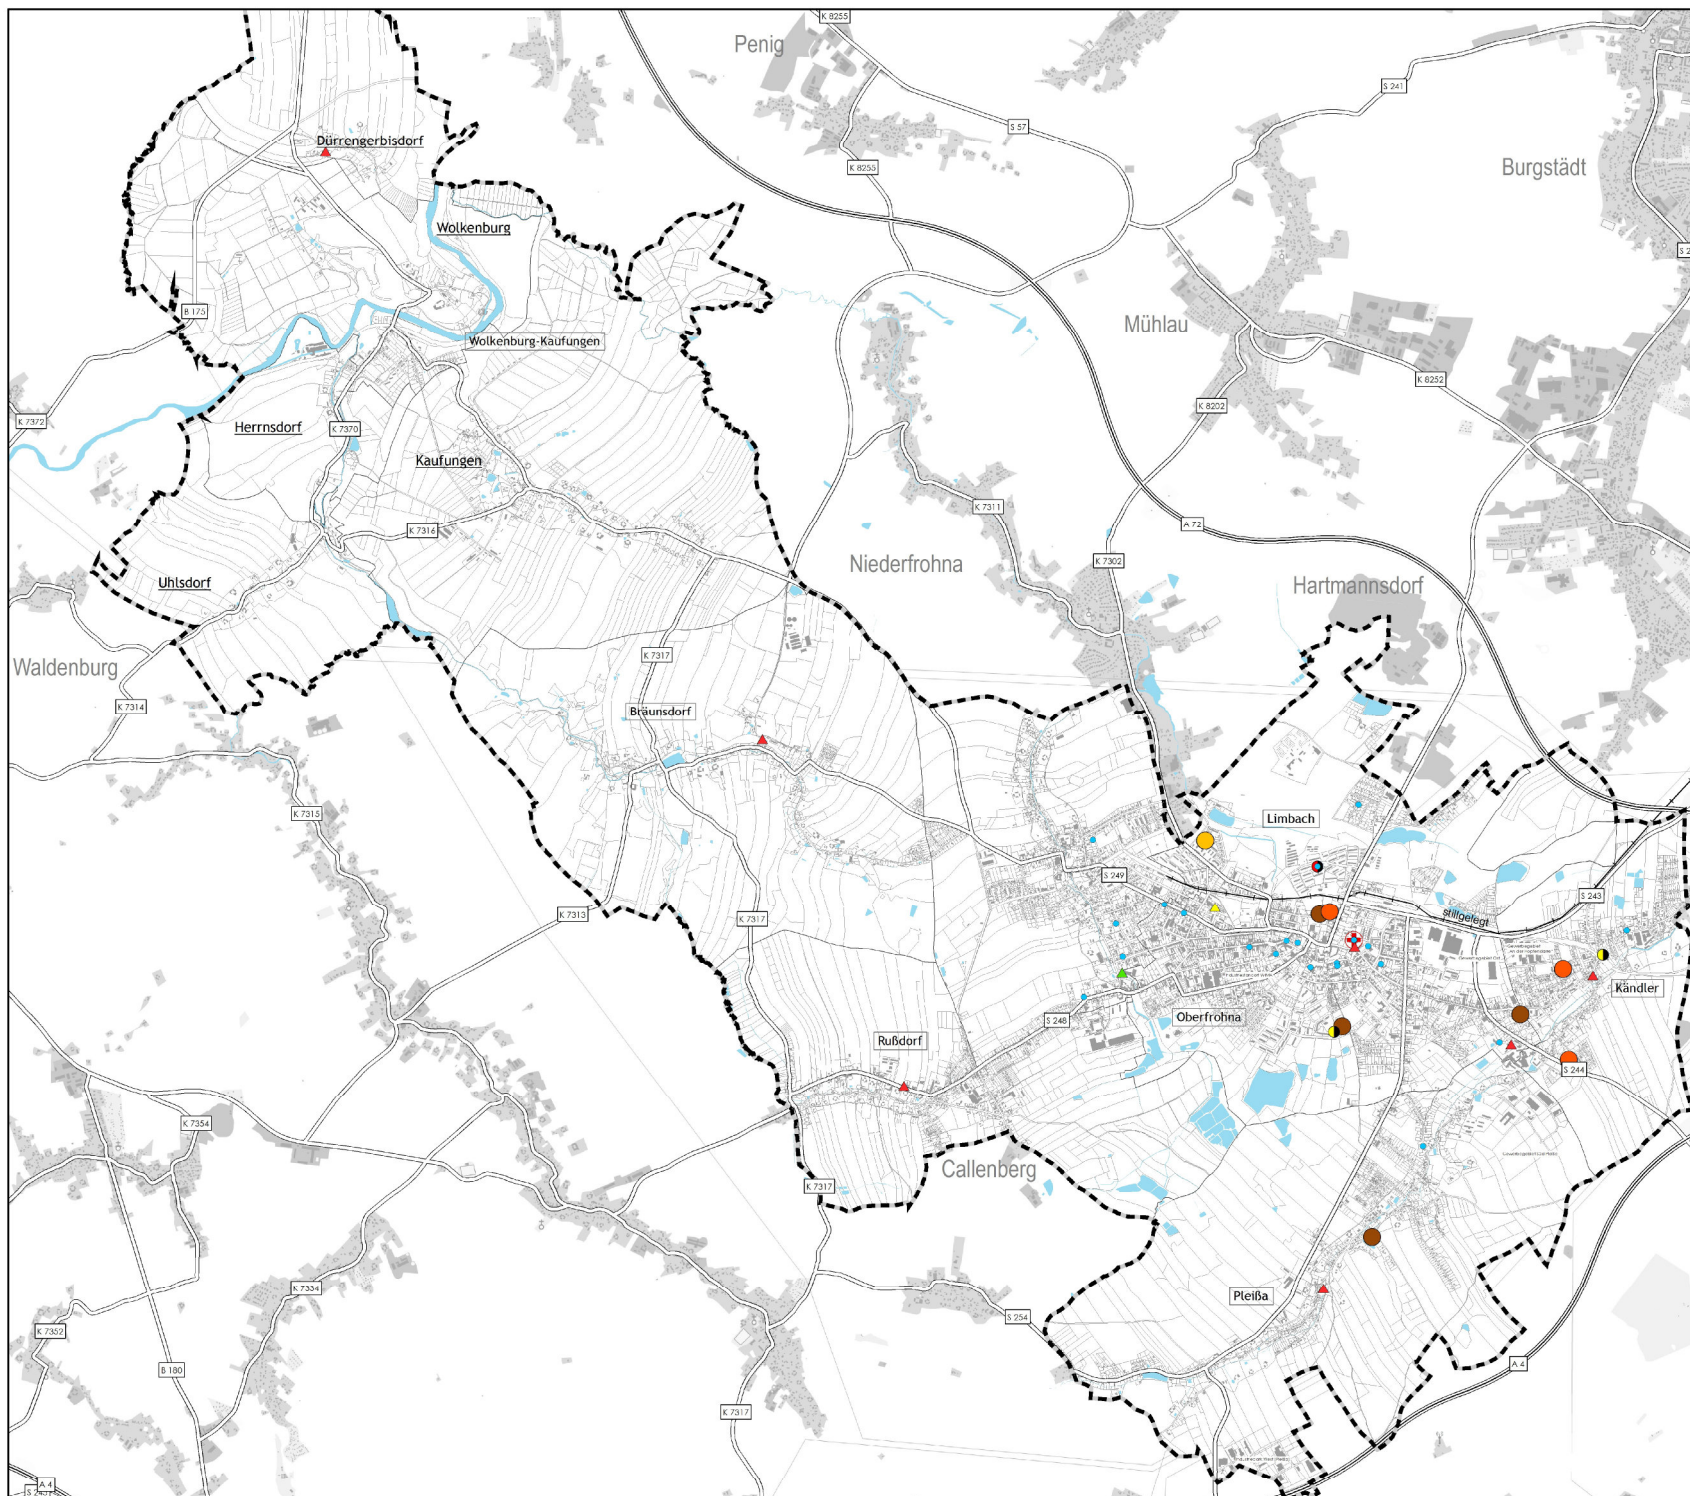 K 8255
Penig
S 241
S 57
Dürrengerbisdorf
K 8255
Burgstädt
Wolkenburg
B 175
Mühlau
Wolkenburg-Kaufungen
K 8252
K 8202
K 7372
Herrnsdorf
K 7370
Kaufungen
K 7311
A 72
K 7316
Niederfrohna
K 7302
Uhlsdorf
Hartmannsdorf
K 7317
Waldenburg
K 7314
Bräunsdorf
K 7315
Limbach
S 249
S 243
K 7313
K 7317
stillgelegt
Kändler
S 248
Oberfrohna
Rußdorf
S 244
K 7354
Callenberg
K 7317
K 7334
Pleißa
S 254
K 7352
B 180
A 4
K 7317
A 4